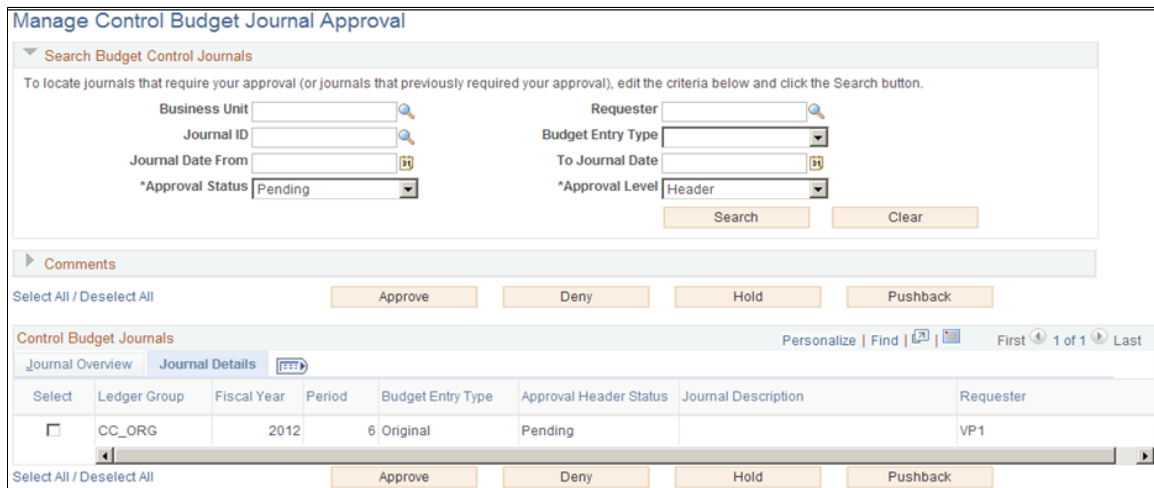 Manage Control Budget Journal Approval
Search Budget Control Journals
To locate journals that require your approval (or journals that previously required your approval), edit the criteria below and click the Search button.
Business Unit Requester
Journal ID Budget Entry Type
Journal Date From 31 To Journal Date 31
*Approval Status Pending *Approval Level Header
Search Clear
Comments
Select All / Deselect All Approve Deny Hold Pushback
Control Budget Journals Personalize | Find | | First 1 of 1 Last
Journal Overview Journal Details
Select Ledger Group Fiscal Year Period Budget Entry Type Approval Header Status Journal Description Requester
CC_ORG 2012 6 Original Pending VP1
Select All / Deselect All Approve Deny Hold Pushback